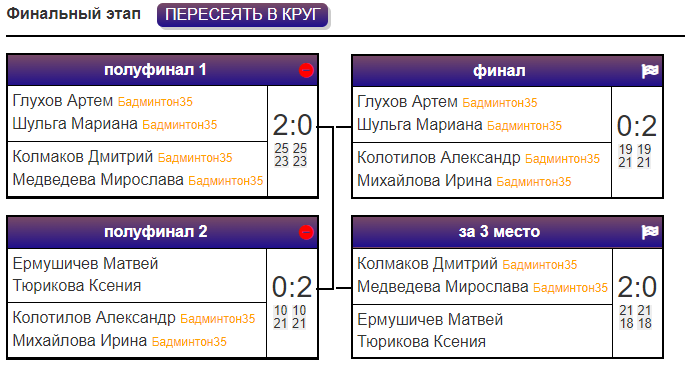 Финальный этап ПЕРЕСЕЯТЬ В КРУГ
полуфинал 1
Глухов Артем Бадминтон35
Шульга Мариана Бадминтон35
2:0
25 25
23 23
Колмаков Дмитрий Бадминтон35
Медведева Мирослава Бадминтон35
финал
Глухов Артем Бадминтон35
Шульга Мариана Бадминтон35
0:2
19 19
21 21
Колотилов Александр Бадминтон35
Михайлова Ирина Бадминтон35
полуфинал 2
Ермушичев Матвей
Тюрикова Ксения
0:2
10 10
21 21
Колотилов Александр Бадминтон35
Михайлова Ирина Бадминтон35
за 3 место
Колмаков Дмитрий Бадминтон35
Медведева Мирослава Бадминтон35
2:0
21 21
18 18
Ермушичев Матвей
Тюрикова Ксения